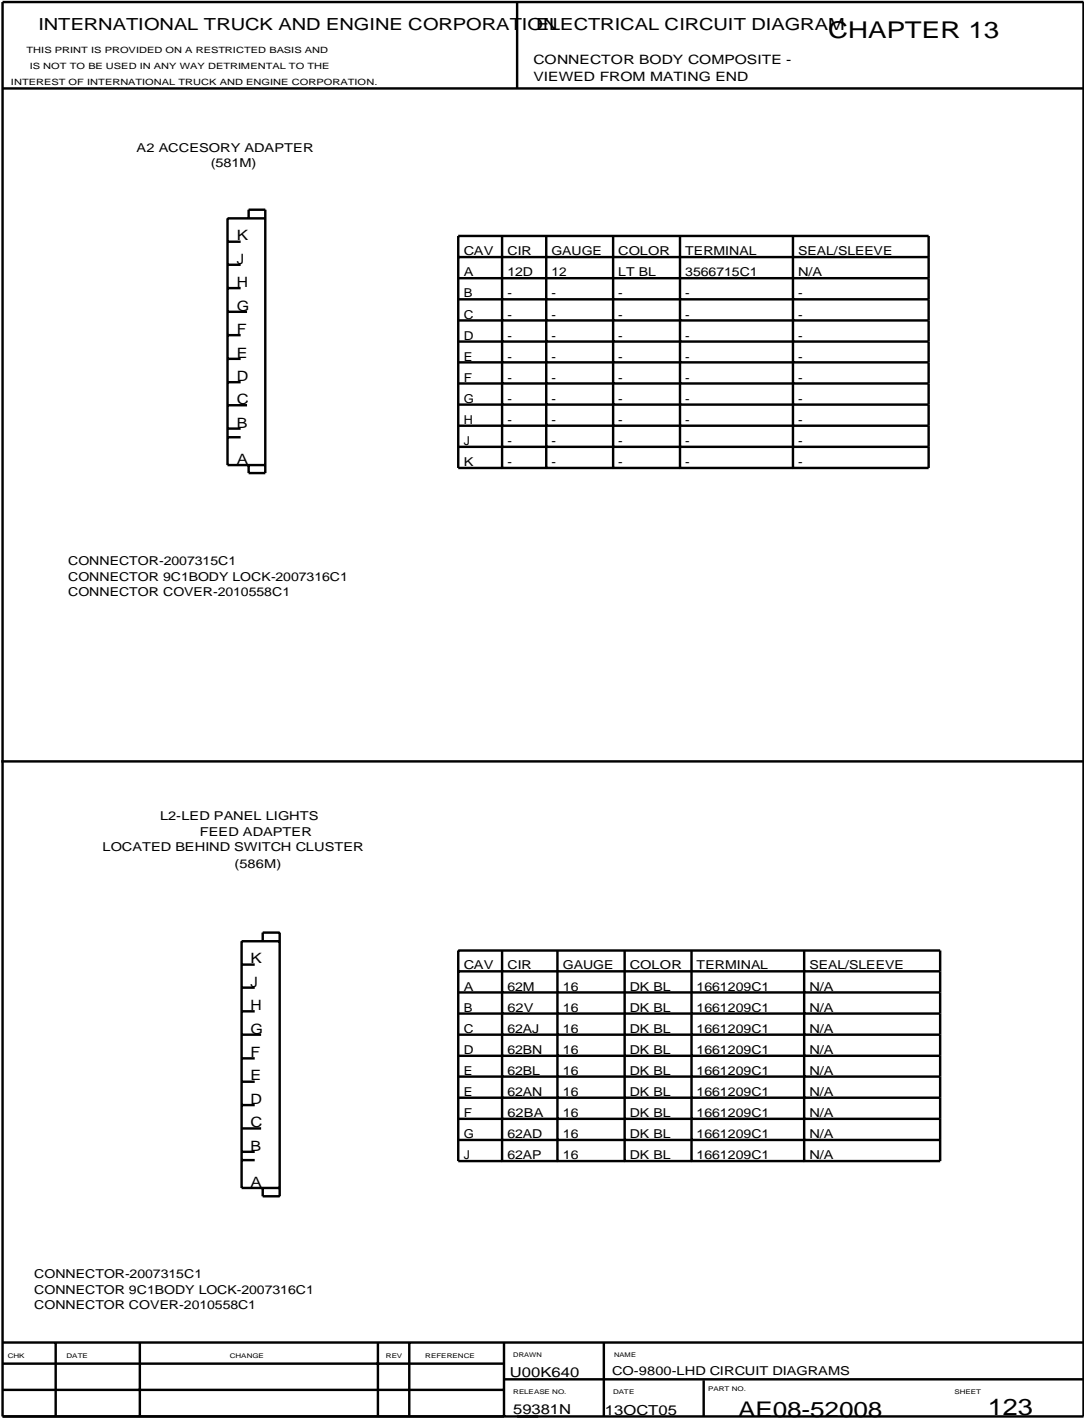 INTERNATIONAL TRUCK AND ENGINE CORPORATION
THIS PRINT IS PROVIDED ON A RESTRICTED BASIS AND
IS NOT TO BE USED IN ANY WAY DETRIMENTAL TO THE
INTEREST OF INTERNATIONAL TRUCK AND ENGINE CORPORATION.
ELECTRICAL CIRCUIT DIAGRAM
CHAPTER 13
CONNECTOR BODY COMPOSITE -
VIEWED FROM MATING END
A2 ACCESORY ADAPTER
(581M)
K
J
H
G
F
E
D
C
B
A
CAV CIR GAUGE COLOR TERMINAL SEAL/SLEEVE
A 12D 12 LT BL 3566715C1 N/A
B - - - - -
C - - - - -
D - - - - -
E - - - - -
F - - - - -
G - - - - -
H - - - - -
J - - - - -
K - - - - -
CONNECTOR-2007315C1
CONNECTOR 9C1BODY LOCK-2007316C1
CONNECTOR COVER-2010558C1
L2-LED PANEL LIGHTS
FEED ADAPTER
LOCATED BEHIND SWITCH CLUSTER
(586M)
K
J
H
G
F
E
D
C
B
A
CAV CIR GAUGE COLOR TERMINAL SEAL/SLEEVE
A 62M 16 DK BL 1661209C1 N/A
B 62V 16 DK BL 1661209C1 N/A
C 62AJ 16 DK BL 1661209C1 N/A
D 62BN 16 DK BL 1661209C1 N/A
E 62BL 16 DK BL 1661209C1 N/A
E 62AN 16 DK BL 1661209C1 N/A
F 62BA 16 DK BL 1661209C1 N/A
G 62AD 16 DK BL 1661209C1 N/A
J 62AP 16 DK BL 1661209C1 N/A
CONNECTOR-2007315C1
CONNECTOR 9C1BODY LOCK-2007316C1
CONNECTOR COVER-2010558C1
CHK DATE CHANGE REV REFERENCE
DRAWN
U00K640
NAME
CO-9800-LHD CIRCUIT DIAGRAMS
RELEASE NO.
59381N
DATE
13OCT05
PART NO.
AE08-52008
SHEET
123